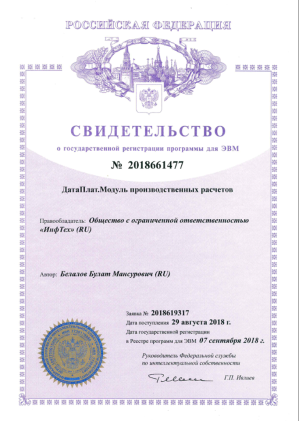 РОССИЙСКАЯ ФЕДЕРАЦИЯ
СВИДЕТЕЛЬСТВО
о государственной регистрации программы для ЭВМ
№ 2018661477
ДатаПлат.Модуль производственных расчетов
Правообладатель: Общество с ограниченной ответственностью
«ИнфТех» (RU)
Автор: Белялов Булат Мансурович (RU)
Заявка № 2018619317
Дата поступления 29 августа 2018 г.
Дата государственной регистрации
в Реестре программ для ЭВМ 07 сентября 2018 г.
Руководитель Федеральной службы
по интеллектуальной собственности
Г.П. Ивлиев